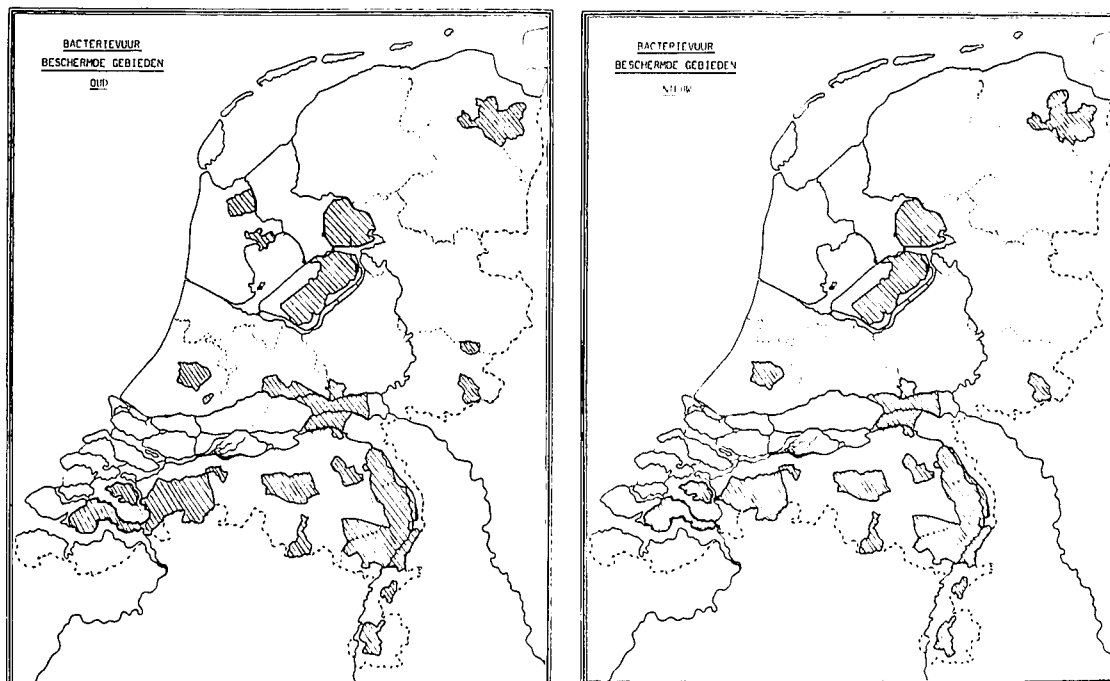 BACTERIEVUUR
BESCHERMDE GEBIEDEN
OUD
BACTERIEVUUR
BESCHERMDE GEBIEDEN
NIEUW